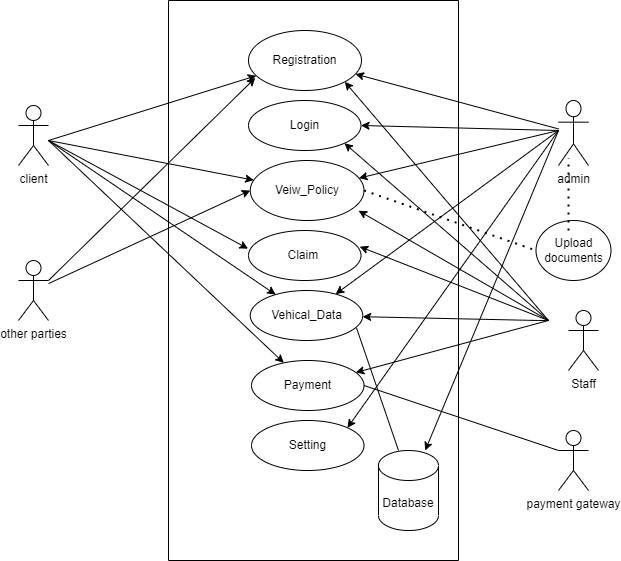 Registration
Login
client
admin
Veiw_Policy
Upload
documents
Claim
Vehical_Data
other parties
Payment
Staff
Setting
Database
payment gateway